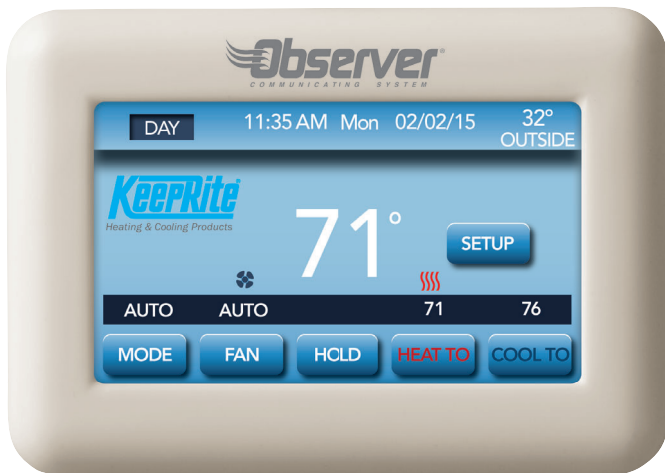 Observer®
COMMUNICATING SYSTEM
DAY 11:35 AM Mon 02/02/15 32°
OUTSIDE
KeepRite®
Heating & Cooling Products
71°
SETUP
AUTO AUTO 71 76
MODE FAN HOLD HEAT TO COOL TO